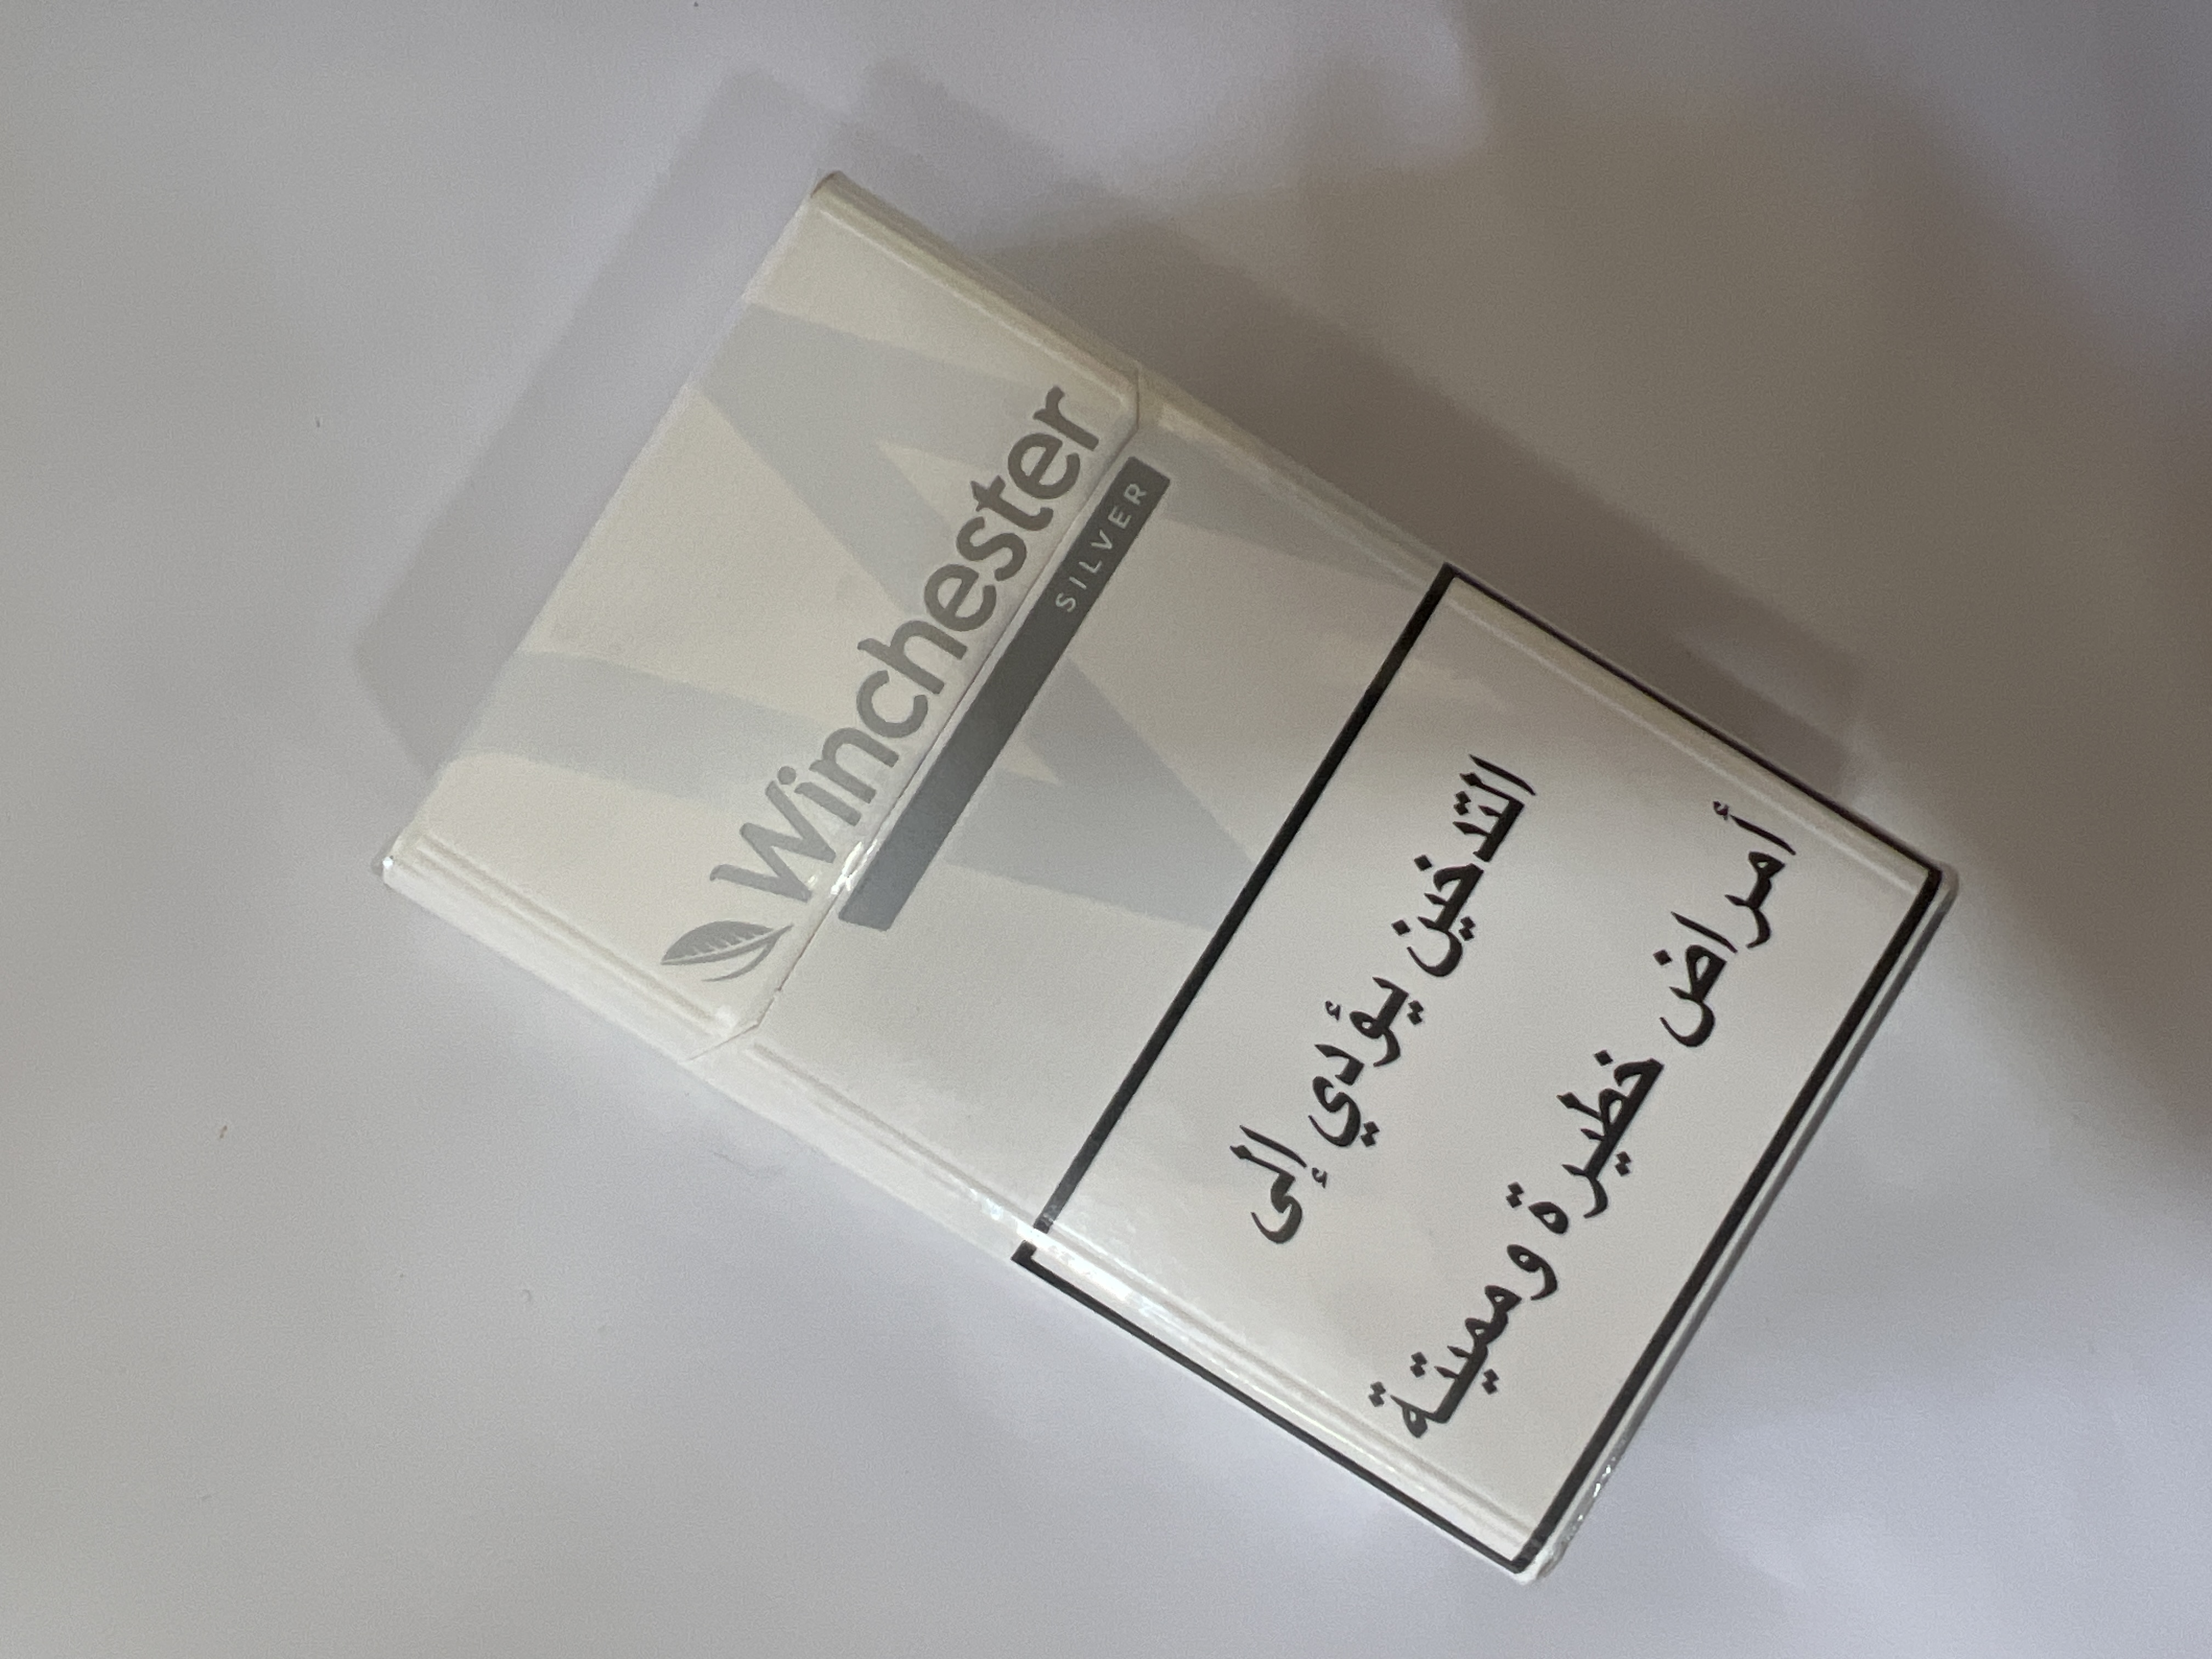 Winchester
SILVER
التدخين يؤدي إلى
أمراض خطيرة ومميتة